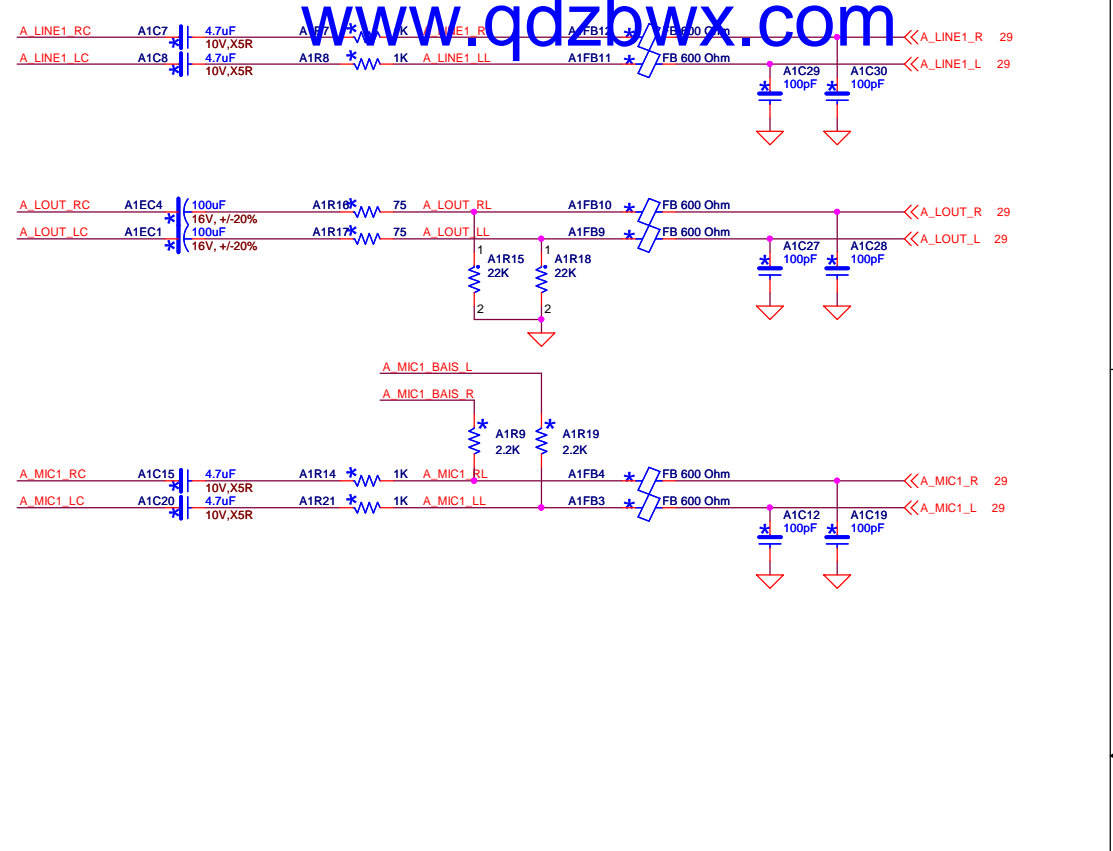 www.qdzbwx.com
A_LINE1_RC A1C7 4.7uF 10V,X5R A1R7 1K A_LINE1_R A1FB12 FB 600 Ohm A_LINE1_R 29
A_LINE1_LC A1C8 4.7uF 10V,X5R A1R8 1K A_LINE1_LL A1FB11 FB 600 Ohm A_LINE1_L 29
A1C29 100pF A1C30 100pF
A_LOUT_RC A1EC4 100uF 16V, +/-20% A1R16 75 A_LOUT_RL A1FB10 FB 600 Ohm A_LOUT_R 29
A_LOUT_LC A1EC1 100uF 16V, +/-20% A1R17 75 A_LOUT_LL A1FB9 FB 600 Ohm A_LOUT_L 29
1 A1R15 22K 2
1 A1R18 22K 2
A1C27 100pF A1C28 100pF
A_MIC1_BAIS_L
A_MIC1_BAIS_R
A1R9 2.2K A1R19 2.2K
A_MIC1_RC A1C15 4.7uF 10V,X5R A1R14 1K A_MIC1_RL A1FB4 FB 600 Ohm A_MIC1_R 29
A_MIC1_LC A1C20 4.7uF 10V,X5R A1R21 1K A_MIC1_LL A1FB3 FB 600 Ohm A_MIC1_L 29
A1C12 100pF A1C19 100pF